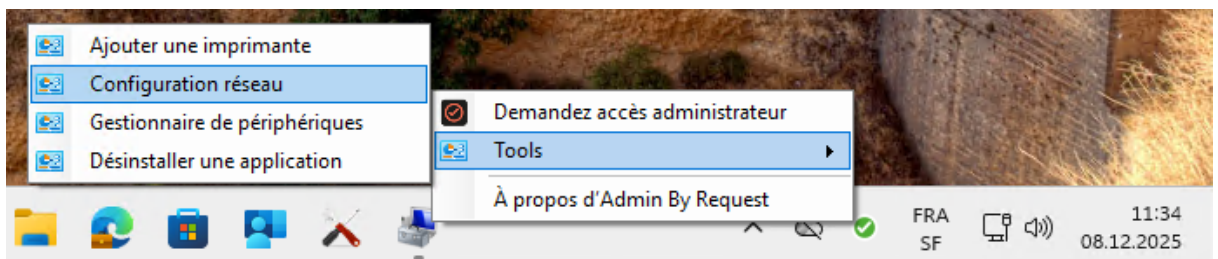 Ajouter une imprimante
Configuration réseau
Gestionnaire de périphériques
Désinstaller une application
Demandez accès administrateur
Tools
À propos d'Admin By Request
FRA
SF
11:34
08.12.2025